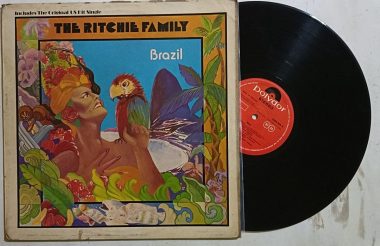 Includes The Original US Hit Single
THE RITCHIE FAMILY
Brazil
polydor